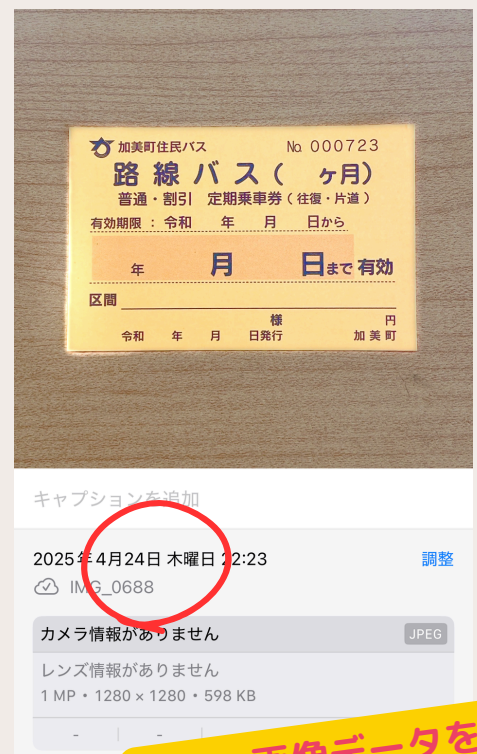 加美町住民バス No. 000723
路線バス（　ヶ月）
普通・割引　定期乗車券（往復・片道）
有効期限：令和　年　月　日から
年　月　日まで有効
区間
様　円
令和　年　月　日発行　加美町
キャプションを追加
2025年4月24日 木曜日 22:23 調整
IMG_0688
カメラ情報がありません JPEG
レンズ情報がありません
1 MP・1280 × 1280・598 KB
- -
画像データを